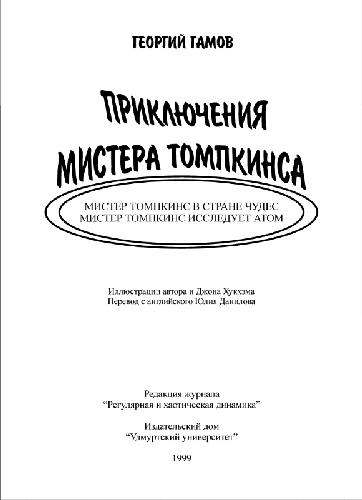 ГЕОРГИЙ ГАМОВ
ПРИКЛЮЧЕНИЯ
МИСТЕРА ТОМПКИНСА
МИСТЕР ТОМПКИНС В СТРАНЕ ЧУДЕС
МИСТЕР ТОМПКИНС ИССЛЕДУЕТ АТОМ
Иллюстрации автора и Джона Хукхэма
Перевод с английского Юлия Данилова
Редакция журнала
“Регулярная и хаотическая динамика”
Издательский дом
“Удмуртский университет”
1999